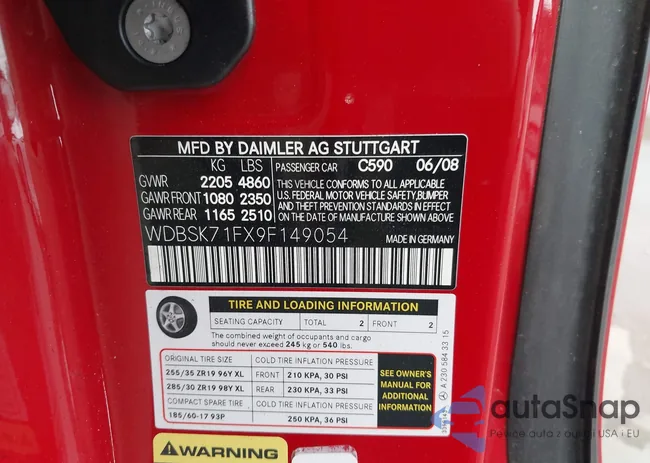 MFD BY DAIMLER AG STUTTGART
KG LBS PASSENGER CAR C590 06/08
GVWR 2205 4860
GAWR FRONT 1080 2350
GAWR REAR 1165 2510
THIS VEHICLE CONFORMS TO ALL APPLICABLE
U.S. FEDERAL MOTOR VEHICLE SAFETY, BUMPER,
AND THEFT PREVENTION STANDARDS IN EFFECT
ON THE DATE OF MANUFACTURE SHOWN ABOVE.
WDBSK71FX9F149054 MADE IN GERMANY
TIRE AND LOADING INFORMATION
SEATING CAPACITY TOTAL 2 FRONT 2
The combined weight of occupants and cargo
should never exceed 245 kg or 540 lbs.
ORIGINAL TIRE SIZE COLD TIRE INFLATION PRESSURE
255/35 ZR19 96Y XL FRONT 210 KPA, 30 PSI
285/30 ZR19 98Y XL REAR 230 KPA, 33 PSI
COMPACT SPARE TIRE COLD TIRE INFLATION PRESSURE
185/60-17 93P 250 KPA, 36 PSI
SEE OWNER'S
MANUAL FOR
ADDITIONAL
INFORMATION
A 230 584 33 15
WARNING
autaSnap
Pewne auta z aukcji USA i EU